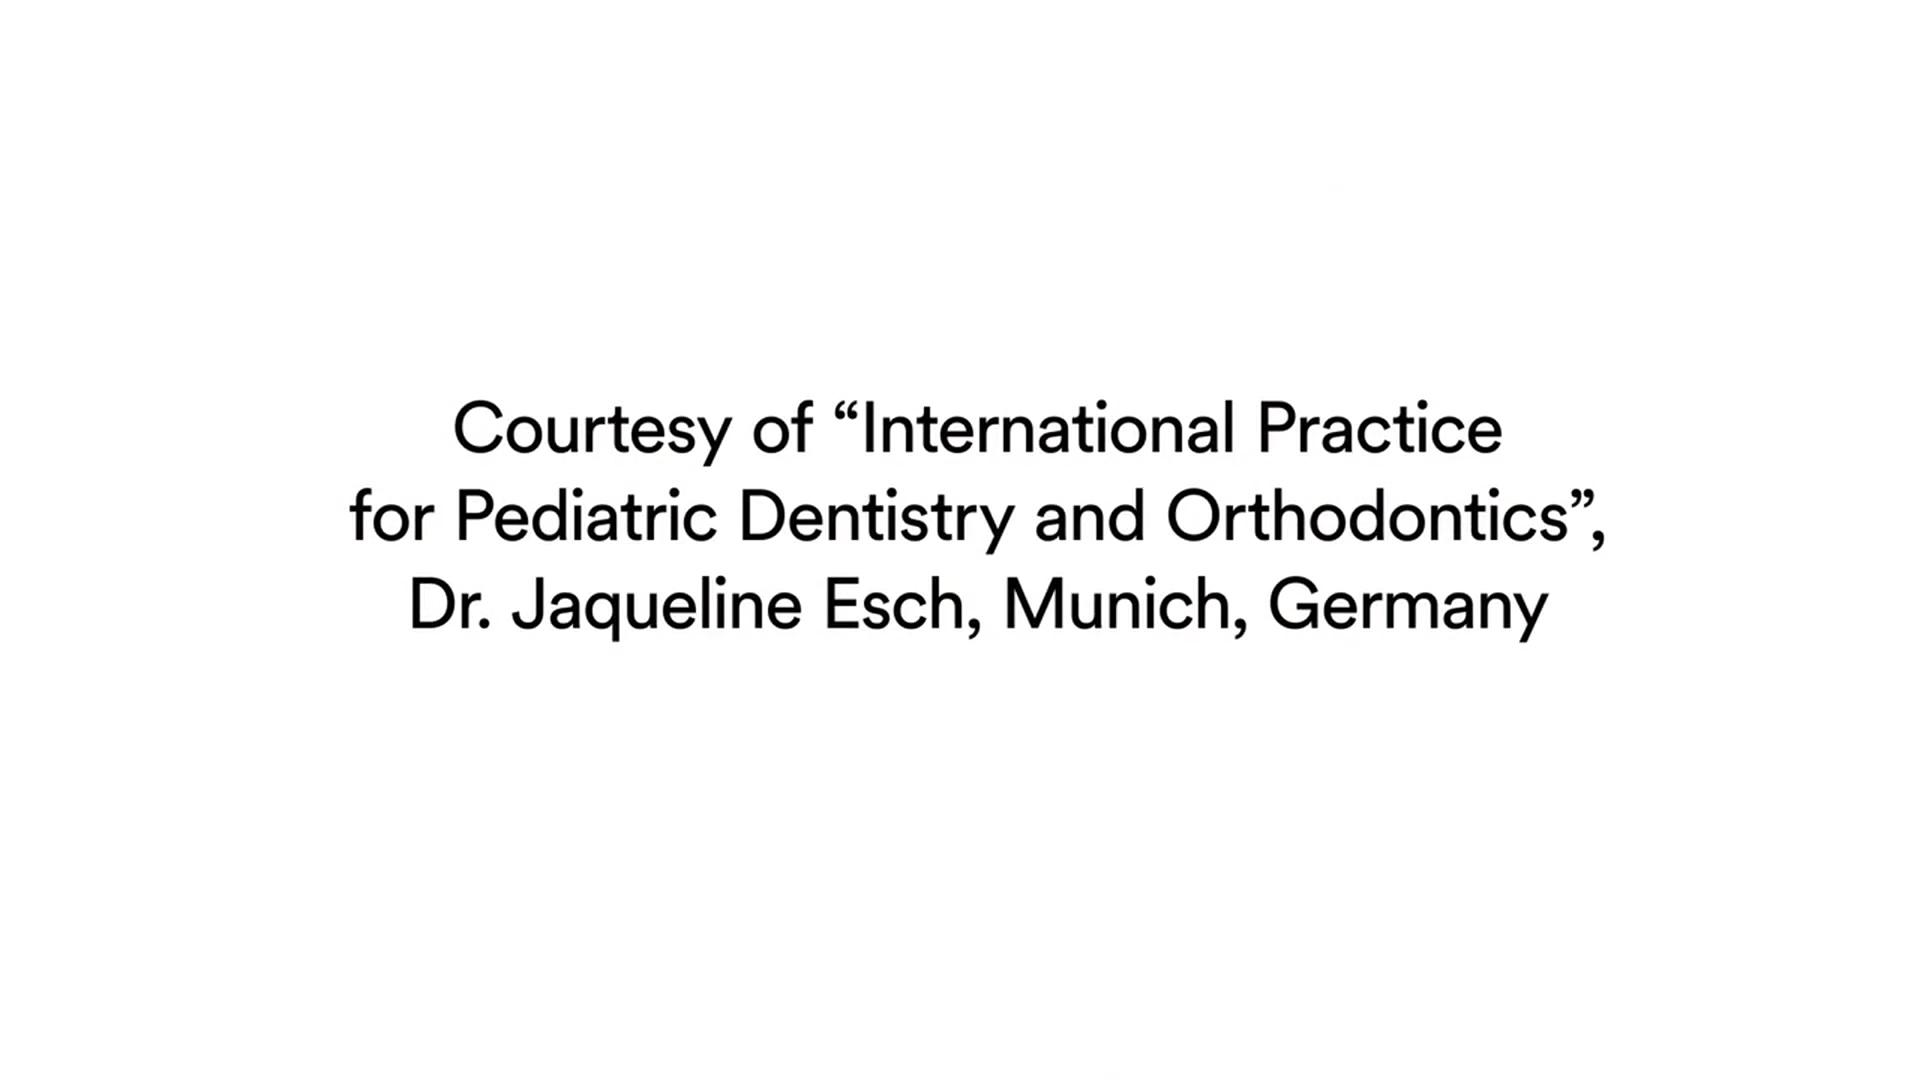 Courtesy of “International Practice
for Pediatric Dentistry and Orthodontics”,
Dr. Jaqueline Esch, Munich, Germany